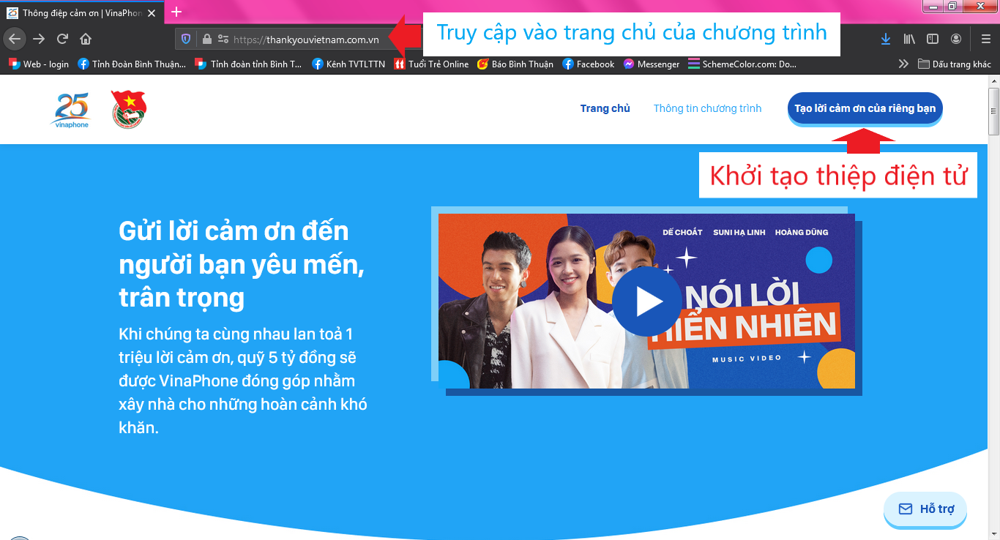 Thông điệp cảm ơn | VinaPhon
https://thankyouvietnam.com.vn
Truy cập vào trang chủ của chương trình
Web - login
Tỉnh Đoàn Bình Thuận...
Tỉnh đoàn tỉnh Bình T...
Kênh TVTLTTN
Tuổi Trẻ Online
Báo Bình Thuận
Facebook
Messenger
SchemeColor.com: Do...
Dấu trang khác
25
vinaphone
Trang chủ
Thông tin chương trình
Tạo lời cảm ơn của riêng bạn
Khởi tạo thiệp điện tử
Gửi lời cảm ơn đến
người bạn yêu mến,
trân trọng
Khi chúng ta cùng nhau lan toả 1
triệu lời cảm ơn, quỹ 5 tỷ đồng sẽ
được VinaPhone đóng góp nhằm
xây nhà cho những hoàn cảnh khó
khăn.
DẾ CHOẮT SUNI HẠ LINH HOÀNG DŨNG
NÓI LỜI
HIỂN NHIÊN
MUSIC VIDEO
Hỗ trợ